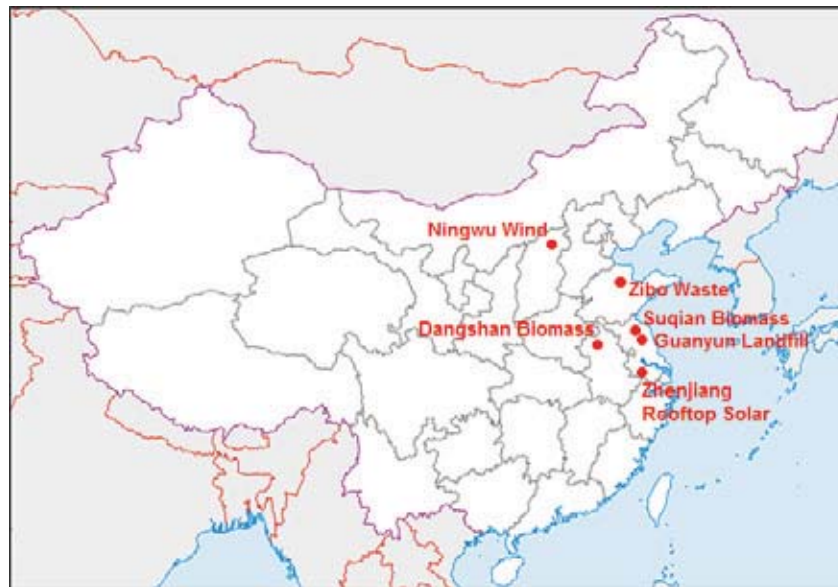 Ningwu Wind
Zibo Waste
Suqian Biomass
Dangshan Biomass
Guanyun Landfill
Zhenjiang
Rooftop Solar